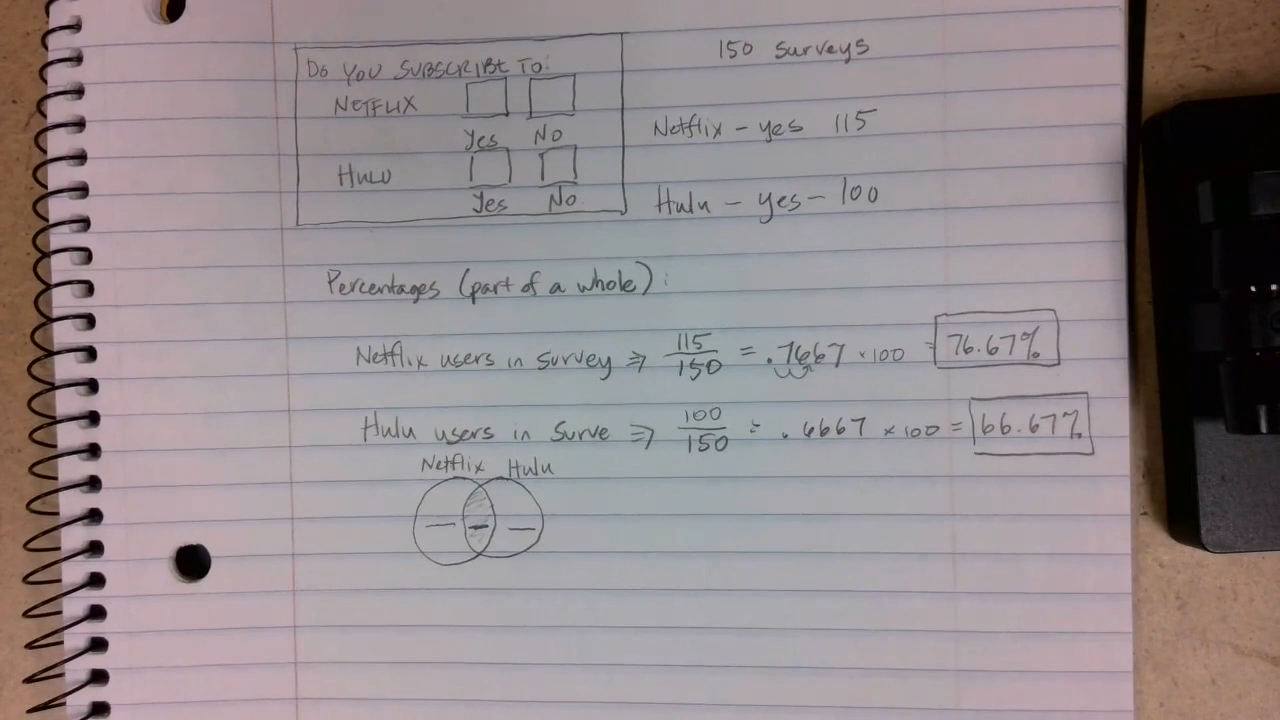 DO YOU SUBSCRIBE TO:
NETFLIX
Yes No
HULU
Yes No
150 surveys
Netflix - yes 115
Hulu - yes - 100
Percentages (part of a whole):
Netflix users in survey ⇒ 115/150 = .7667 · 100 = 76.67%
Hulu users in Surve ⇒ 100/150 = .6667 × 100 = 66.67%
Netflix Hulu